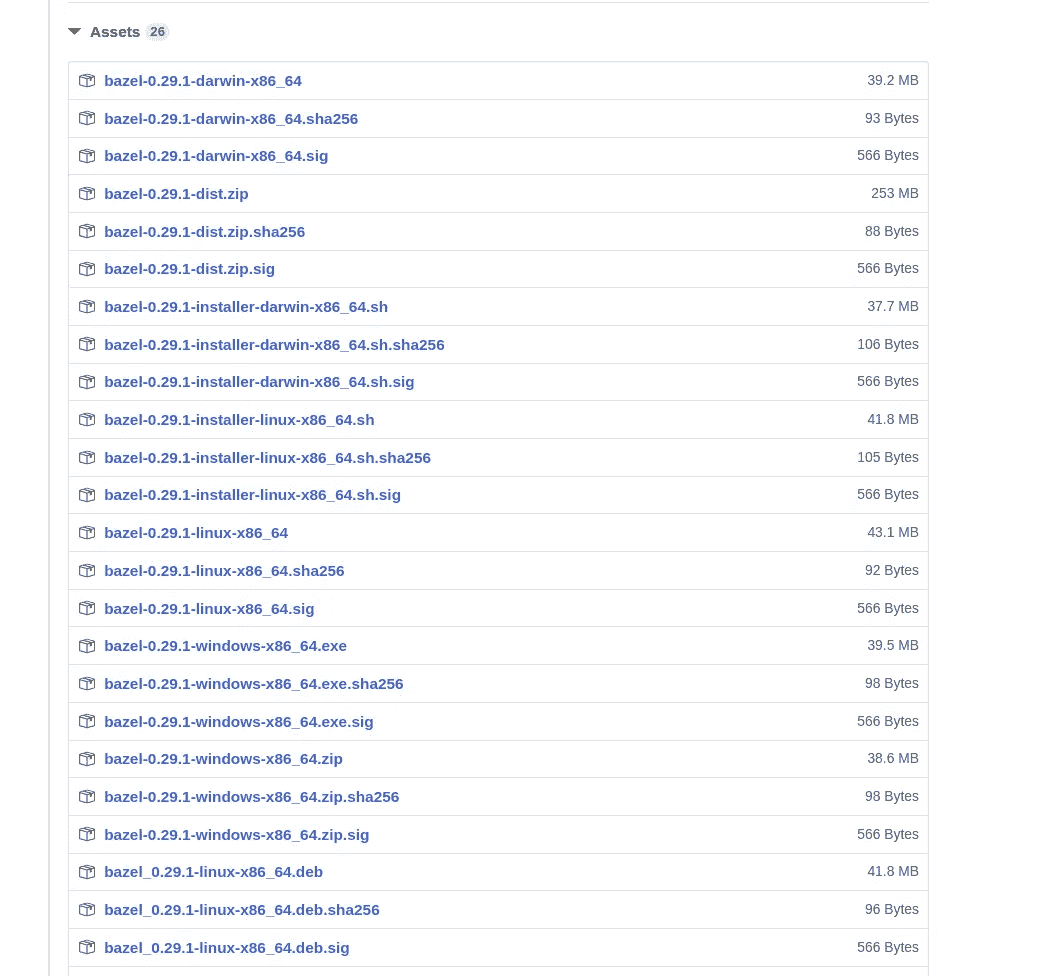 Assets 26
bazel-0.29.1-darwin-x86_64 39.2 MB
bazel-0.29.1-darwin-x86_64.sha256 93 Bytes
bazel-0.29.1-darwin-x86_64.sig 566 Bytes
bazel-0.29.1-dist.zip 253 MB
bazel-0.29.1-dist.zip.sha256 88 Bytes
bazel-0.29.1-dist.zip.sig 566 Bytes
bazel-0.29.1-installer-darwin-x86_64.sh 37.7 MB
bazel-0.29.1-installer-darwin-x86_64.sh.sha256 106 Bytes
bazel-0.29.1-installer-darwin-x86_64.sh.sig 566 Bytes
bazel-0.29.1-installer-linux-x86_64.sh 41.8 MB
bazel-0.29.1-installer-linux-x86_64.sh.sha256 105 Bytes
bazel-0.29.1-installer-linux-x86_64.sh.sig 566 Bytes
bazel-0.29.1-linux-x86_64 43.1 MB
bazel-0.29.1-linux-x86_64.sha256 92 Bytes
bazel-0.29.1-linux-x86_64.sig 566 Bytes
bazel-0.29.1-windows-x86_64.exe 39.5 MB
bazel-0.29.1-windows-x86_64.exe.sha256 98 Bytes
bazel-0.29.1-windows-x86_64.exe.sig 566 Bytes
bazel-0.29.1-windows-x86_64.zip 38.6 MB
bazel-0.29.1-windows-x86_64.zip.sha256 98 Bytes
bazel-0.29.1-windows-x86_64.zip.sig 566 Bytes
bazel_0.29.1-linux-x86_64.deb 41.8 MB
bazel_0.29.1-linux-x86_64.deb.sha256 96 Bytes
bazel_0.29.1-linux-x86_64.deb.sig 566 Bytes